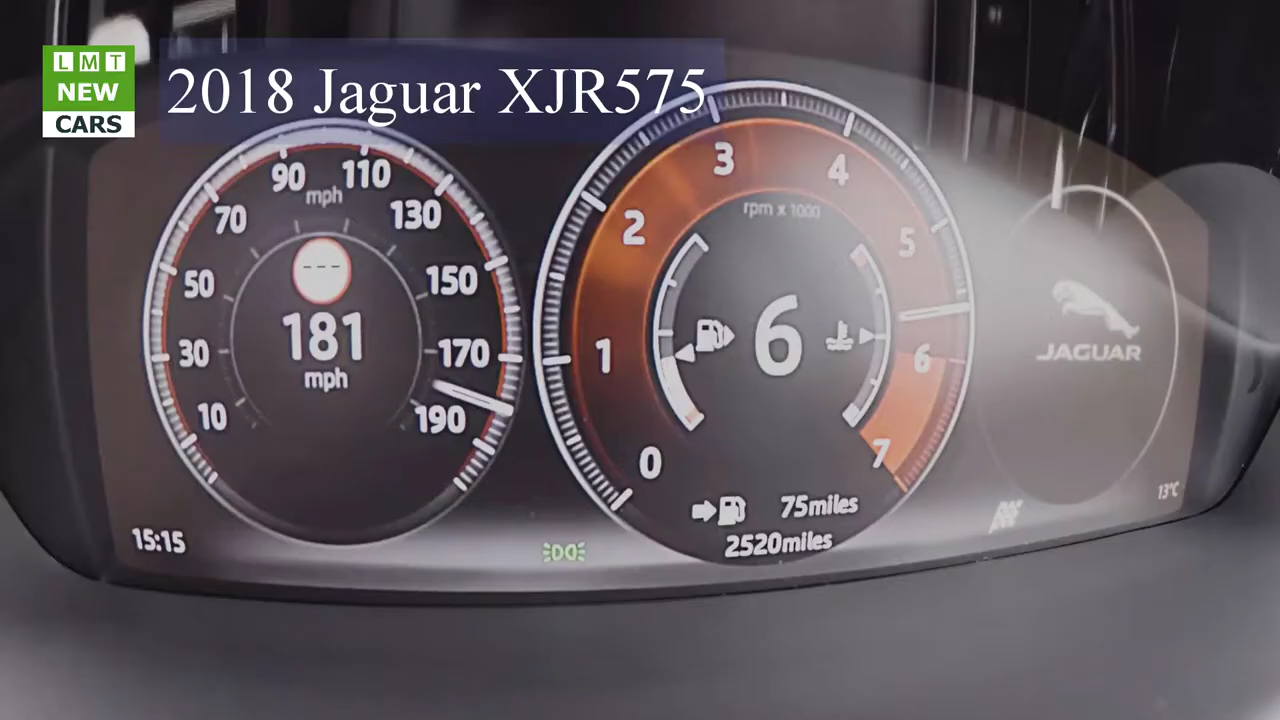 LMT
NEW
CARS
2018 Jaguar XJR575
90
110
mph
70
130
50
150
181
mph
30
170
10
190
3
4
rpm x 1000
2
5
1
6
6
0
7
75miles
2520miles
JAGUAR
15:15
13°C